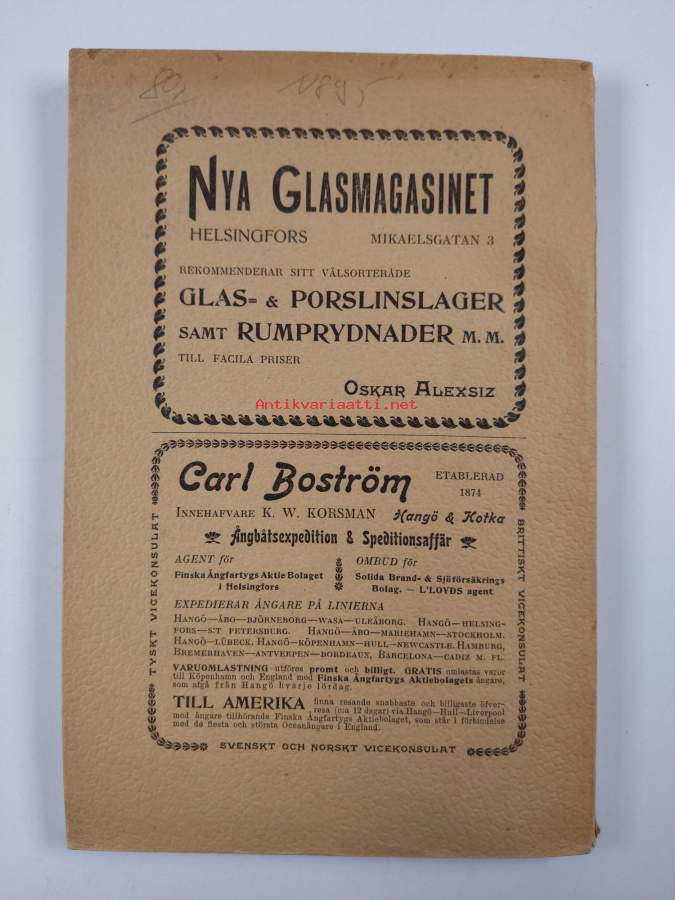 80,
1895
NYA GLASMAGASINET
HELSINGFORS MIKAELSGATAN 3
REKOMMENDERAR SITT VÄLSORTERADE
GLAS= & PORSLINSLAGER
SAMT RUMPRYDNADER M. M.
TILL FACILA PRISER
OSKAR ALEXSIZ
Antikvariaatti.net
Carl Boström ETABLERAD
1874
INNEHAFVARE K. W. KORSMAN Hangö & Kotka
Ångbåtsexpedition & Speditionsaffär
AGENT för
Finska Ångfartygs Aktie Bolaget
i Helsingfors
OMBUD för
Solida Brand- & Sjöförsäkrings
Bolag. — L'LOYDS agent
EXPEDIERAR ÅNGARE PÅ LINIERNA
HANGÖ—ÅBO—BJÖRNEBORG—WASA—ULEÅBORG. HANGÖ—HELSING-
FORS—S:T PETERSBURG. HANGÖ—ÅBO—MARIEHAMN—STOCKHOLM.
HANGÖ—LÜBECK. HANGÖ—KÖPENHAMN—HULL—NEWCASTLE. HAMBURG,
BREMERHAVEN—ANTVERPEN—BORDEAUX, BARCELONA—CADIZ M. FL.
VARUOMLASTNING utföres promt och billigt. GRATIS omlastas varor
till Köpenhamn och England med Finska Ångfartygs Aktiebolagets ångare,
som afgå från Hangö hvarje lördag.
TILL AMERIKA finna resande snabbaste och billigaste öfver-
resa (c:a 12 dagar) via Hangö—Hull—Liverpool
med ångare tillhörande Finska Ångfartygs Aktiebolaget, som står i förbindelse
med de flesta och största Oceanångare i England.
TYSKT VICEKONSULAT
BRITTISKT VICEKONSULAT
SVENSKT OCH NORSKT VICEKONSULAT